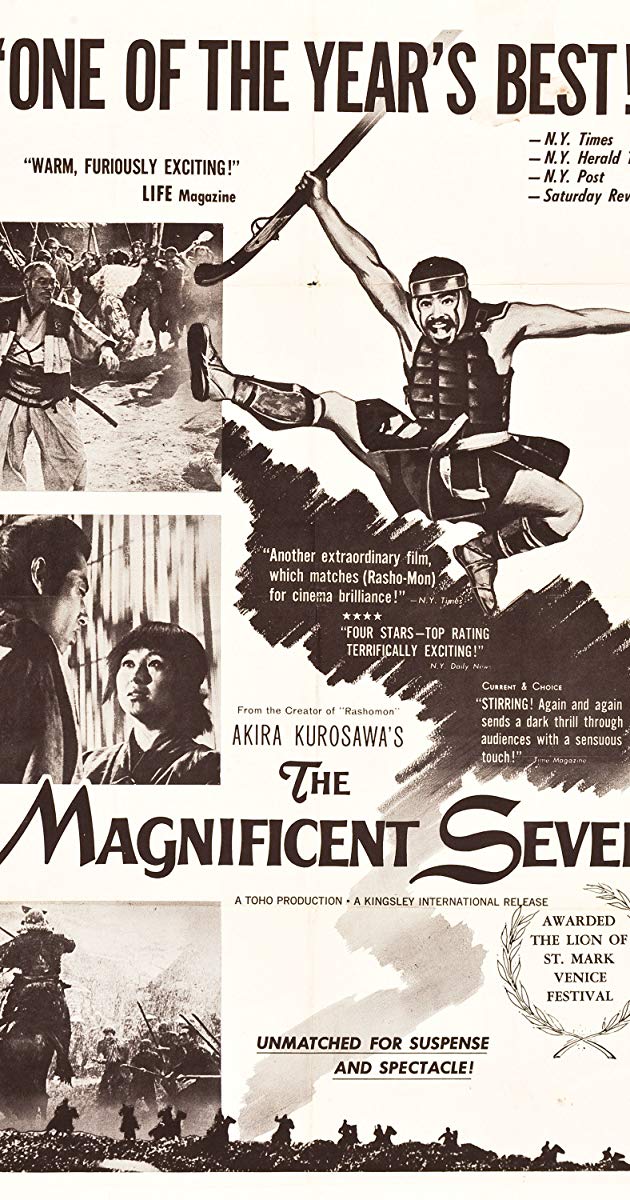 "ONE OF THE YEAR'S BEST!
"WARM, FURIOUSLY EXCITING!"
LIFE Magazine
—N.Y. Times
—N.Y. Herald T
—N.Y. Post
—Saturday Rev
"Another extraordinary film,
which matches (Rasho-Mon)
for cinema brilliance!" —N.Y. Times
★★★★
"FOUR STARS—TOP RATING
TERRIFICALLY EXCITING!"
N.Y. Daily News
CURRENT & CHOICE
"STIRRING! Again and again
sends a dark thrill through
audiences with a sensuous
touch!" Time Magazine
From the Creator of "Rashomon"
AKIRA KUROSAWA'S
THE
MAGNIFICENT SEVE
A TOHO PRODUCTION • A KINGSLEY INTERNATIONAL RELEASE
AWARDED
THE LION OF
ST. MARK
VENICE
FESTIVAL
UNMATCHED FOR SUSPENSE
AND SPECTACLE!